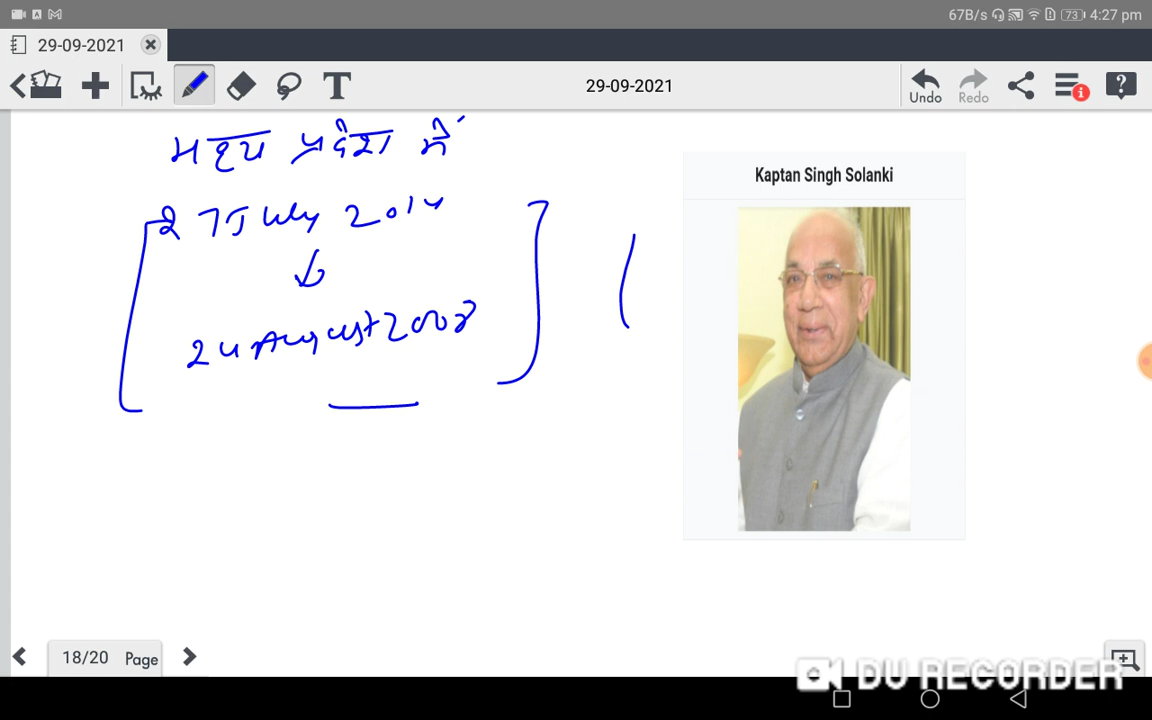 67B/s 73 4:27 pm
29-09-2021
T 29-09-2021 Undo Redo
मध्य प्रदेश में
Kaptan Singh Solanki
27 July 2014
24 August 2008
18/20 Page
DU RECORDER